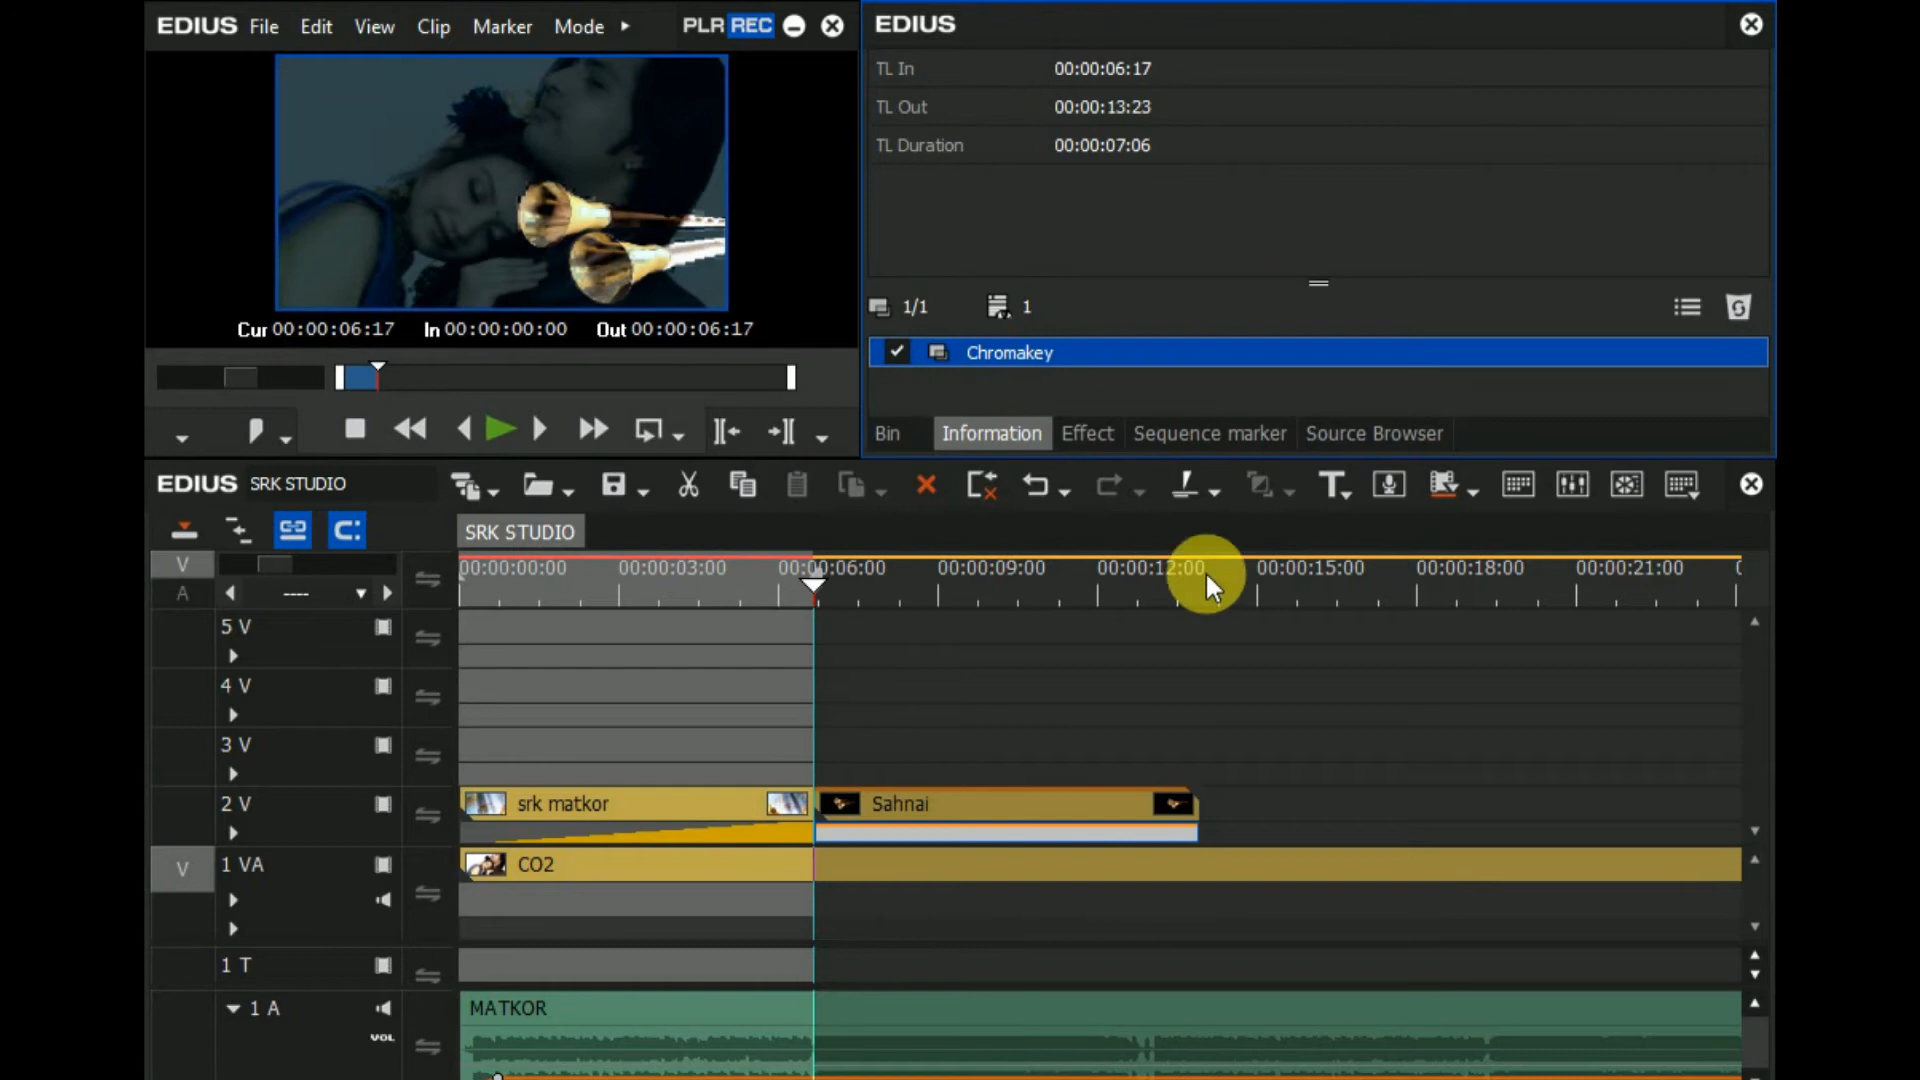 EDIUS File Edit View Clip Marker Mode PLR REC
Cur 00:00:06:17 In 00:00:00:00 Out 00:00:06:17
EDIUS
TL In 00:00:06:17
TL Out 00:00:13:23
TL Duration 00:00:07:06
1/1 1
Chromakey
Bin Information Effect Sequence marker Source Browser
EDIUS SRK STUDIO
SRK STUDIO
V
A ----
00:00:00:00 00:00:03:00 00:00:06:00 00:00:09:00 00:00:12:00 00:00:15:00 00:00:18:00 00:00:21:00
5 V
4 V
3 V
2 V srk matkor Sahnai
V 1 VA CO2
1 T
1 A MATKOR
VOL